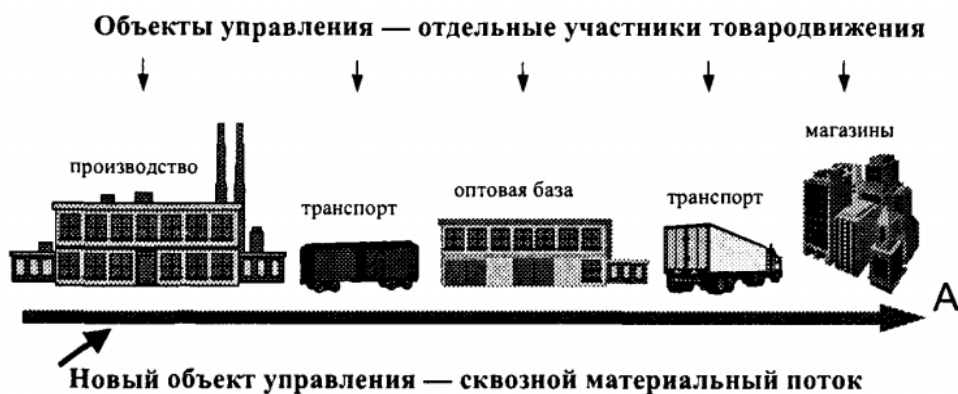 Объекты управления — отдельные участники товародвижения
магазины
производство
оптовая база
транспорт
транспорт
А
Новый объект управления — сквозной материальный поток